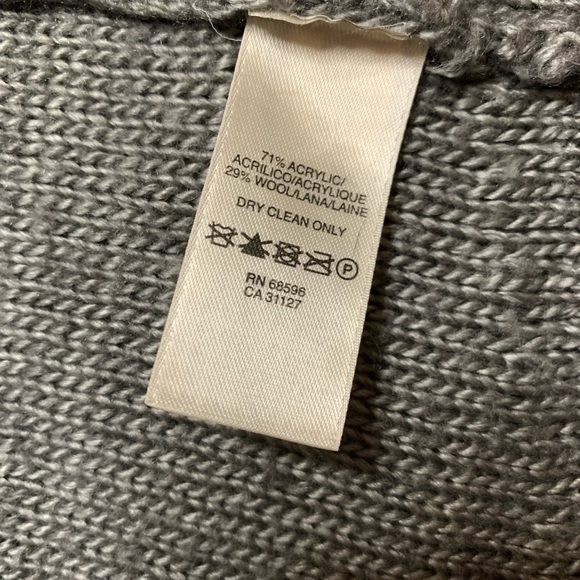 71% ACRYLIC/
ACRILICO/ACRYLIQUE
29% WOOL/LANA/LAINE
DRY CLEAN ONLY
P
RN 68596
CA 31127